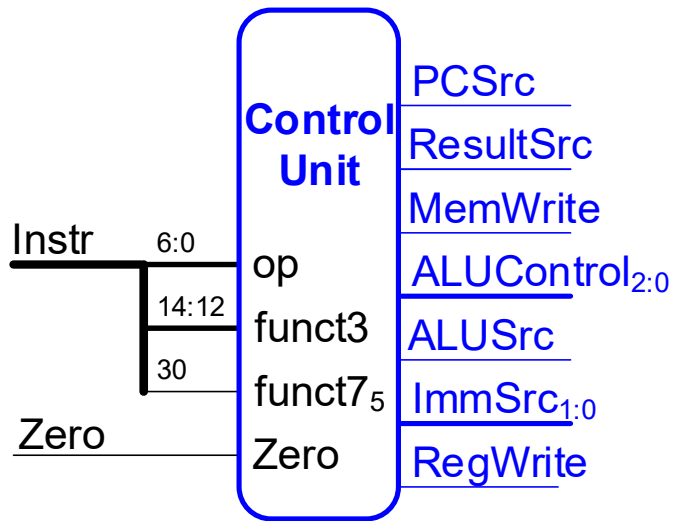 Control
Unit
Instr
6:0
14:12
30
Zero
op
funct3
funct7₅
Zero
PCSrc
ResultSrc
MemWrite
ALUControl₂:₀
ALUSrc
ImmSrc₁:₀
RegWrite